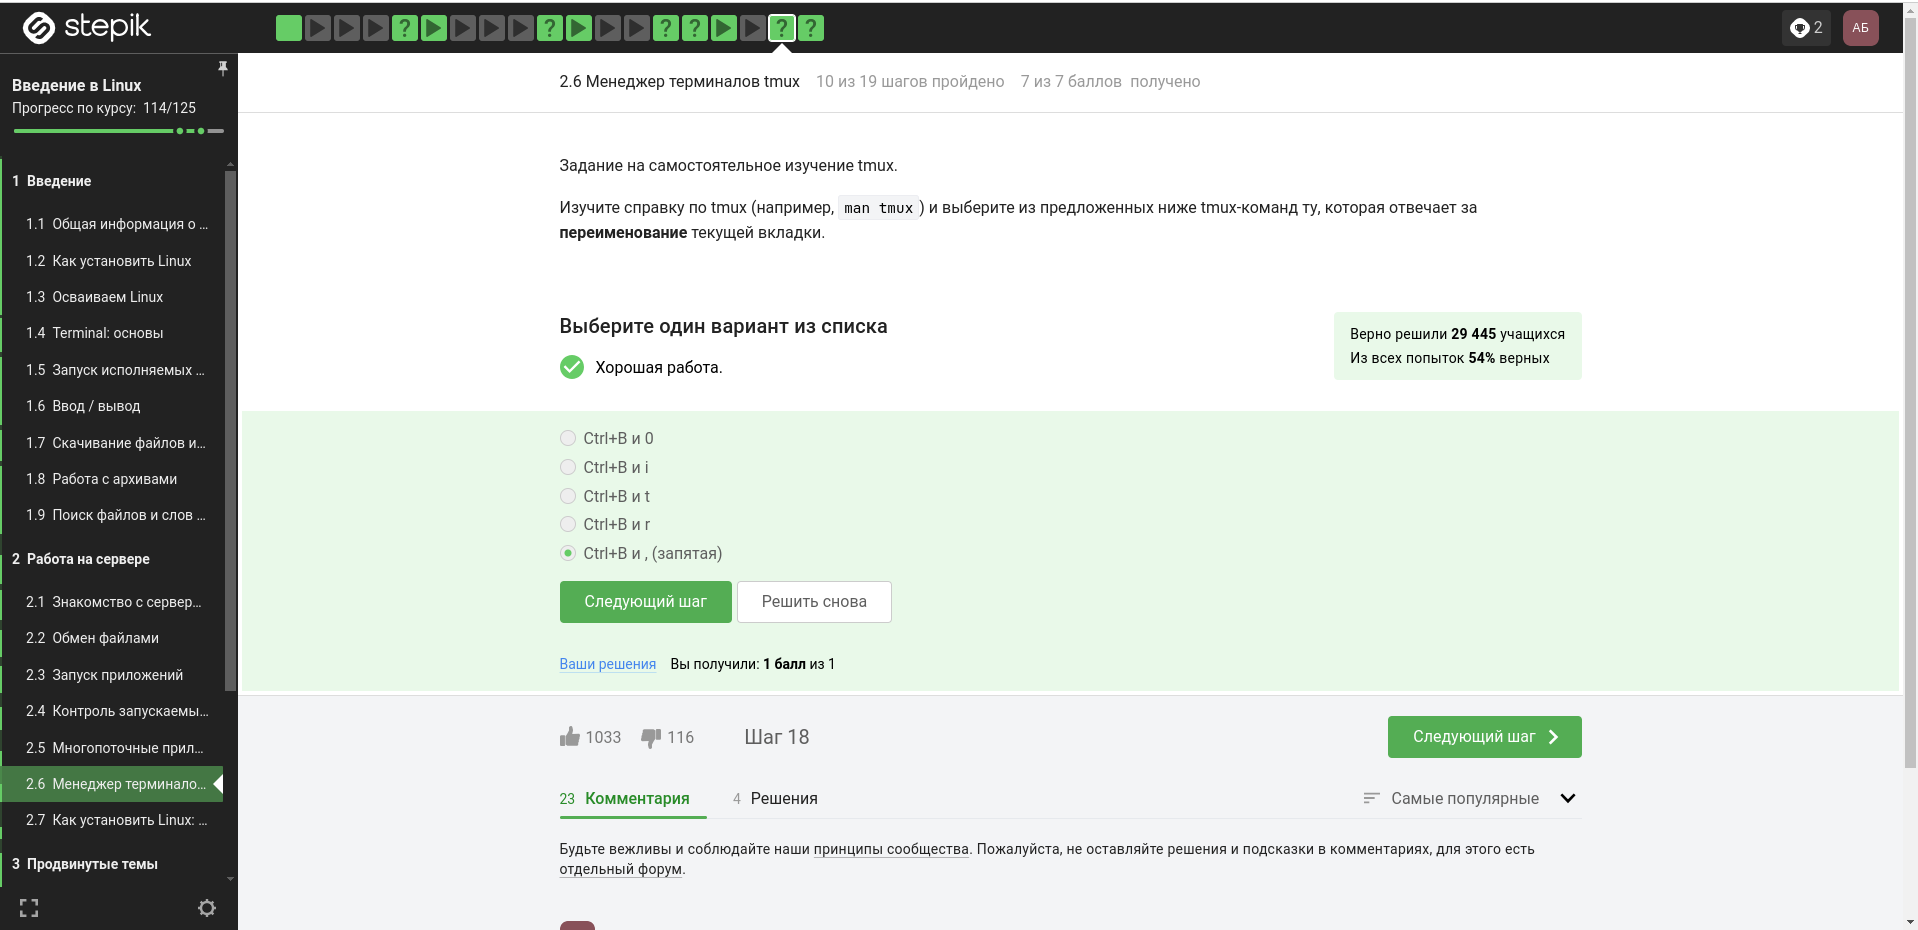 stepik
? ? ? ? ? ? ?
2
АБ
Введение в Linux
Прогресс по курсу: 114/125
1 Введение
1.1 Общая информация о ...
1.2 Как установить Linux
1.3 Осваиваем Linux
1.4 Terminal: основы
1.5 Запуск исполняемых ...
1.6 Ввод / вывод
1.7 Скачивание файлов и...
1.8 Работа с архивами
1.9 Поиск файлов и слов ...
2 Работа на сервере
2.1 Знакомство с сервер...
2.2 Обмен файлами
2.3 Запуск приложений
2.4 Контроль запускаемы...
2.5 Многопоточные прил...
2.6 Менеджер терминало...
2.7 Как установить Linux: ...
3 Продвинутые темы
2.6 Менеджер терминалов tmux 10 из 19 шагов пройдено 7 из 7 баллов получено
Задание на самостоятельное изучение tmux.
Изучите справку по tmux (например, man tmux ) и выберите из предложенных ниже tmux-команд ту, которая отвечает за
переименование текущей вкладки.
Выберите один вариант из списка
Хорошая работа.
Верно решили 29 445 учащихся
Из всех попыток 54% верных
Ctrl+B и 0
Ctrl+B и i
Ctrl+B и t
Ctrl+B и r
Ctrl+B и , (запятая)
Следующий шаг Решить снова
Ваши решения Вы получили: 1 балл из 1
1033 116 Шаг 18 Следующий шаг
23 Комментария 4 Решения Самые популярные
Будьте вежливы и соблюдайте наши принципы сообщества. Пожалуйста, не оставляйте решения и подсказки в комментариях, для этого есть
отдельный форум.